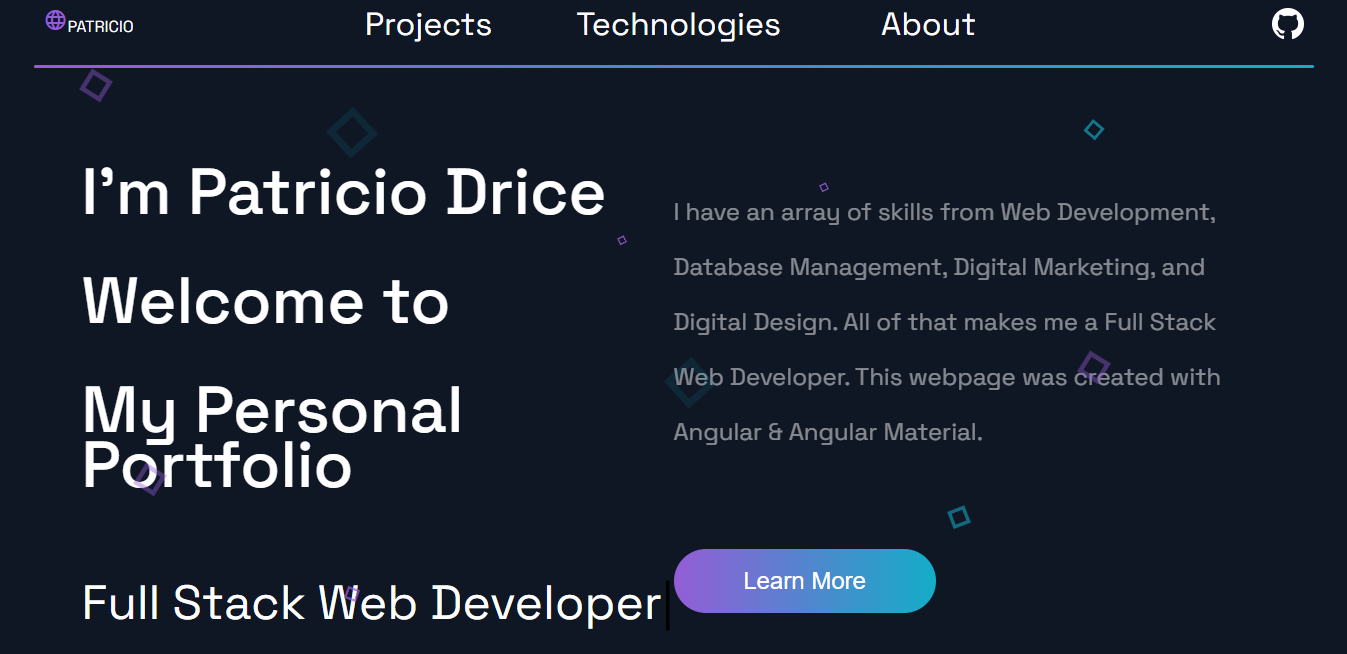 PATRICIO
Projects
Technologies
About
I’m Patricio Drice
Welcome to
My Personal
Portfolio
Full Stack Web Developer
I have an array of skills from Web Development,
Database Management, Digital Marketing, and
Digital Design. All of that makes me a Full Stack
Web Developer. This webpage was created with
Angular & Angular Material.
Learn More